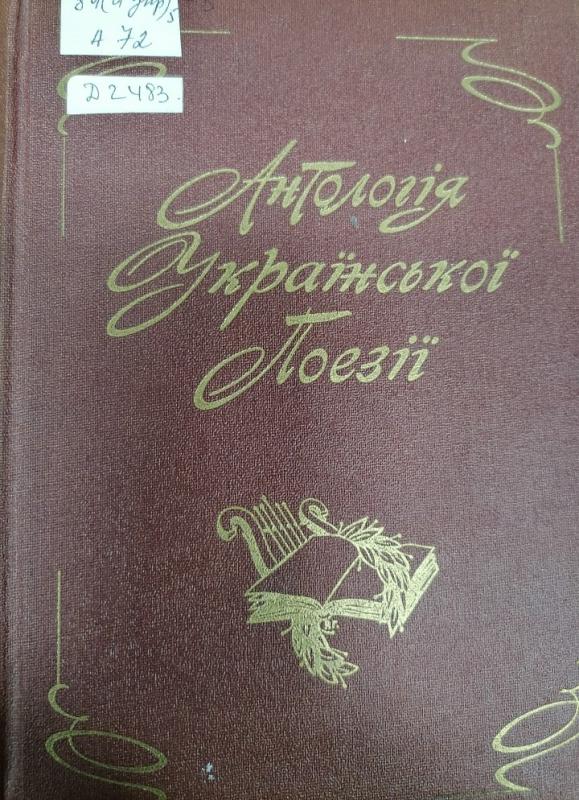 А 72
Д 2483.
Антологія
Української
Поезії